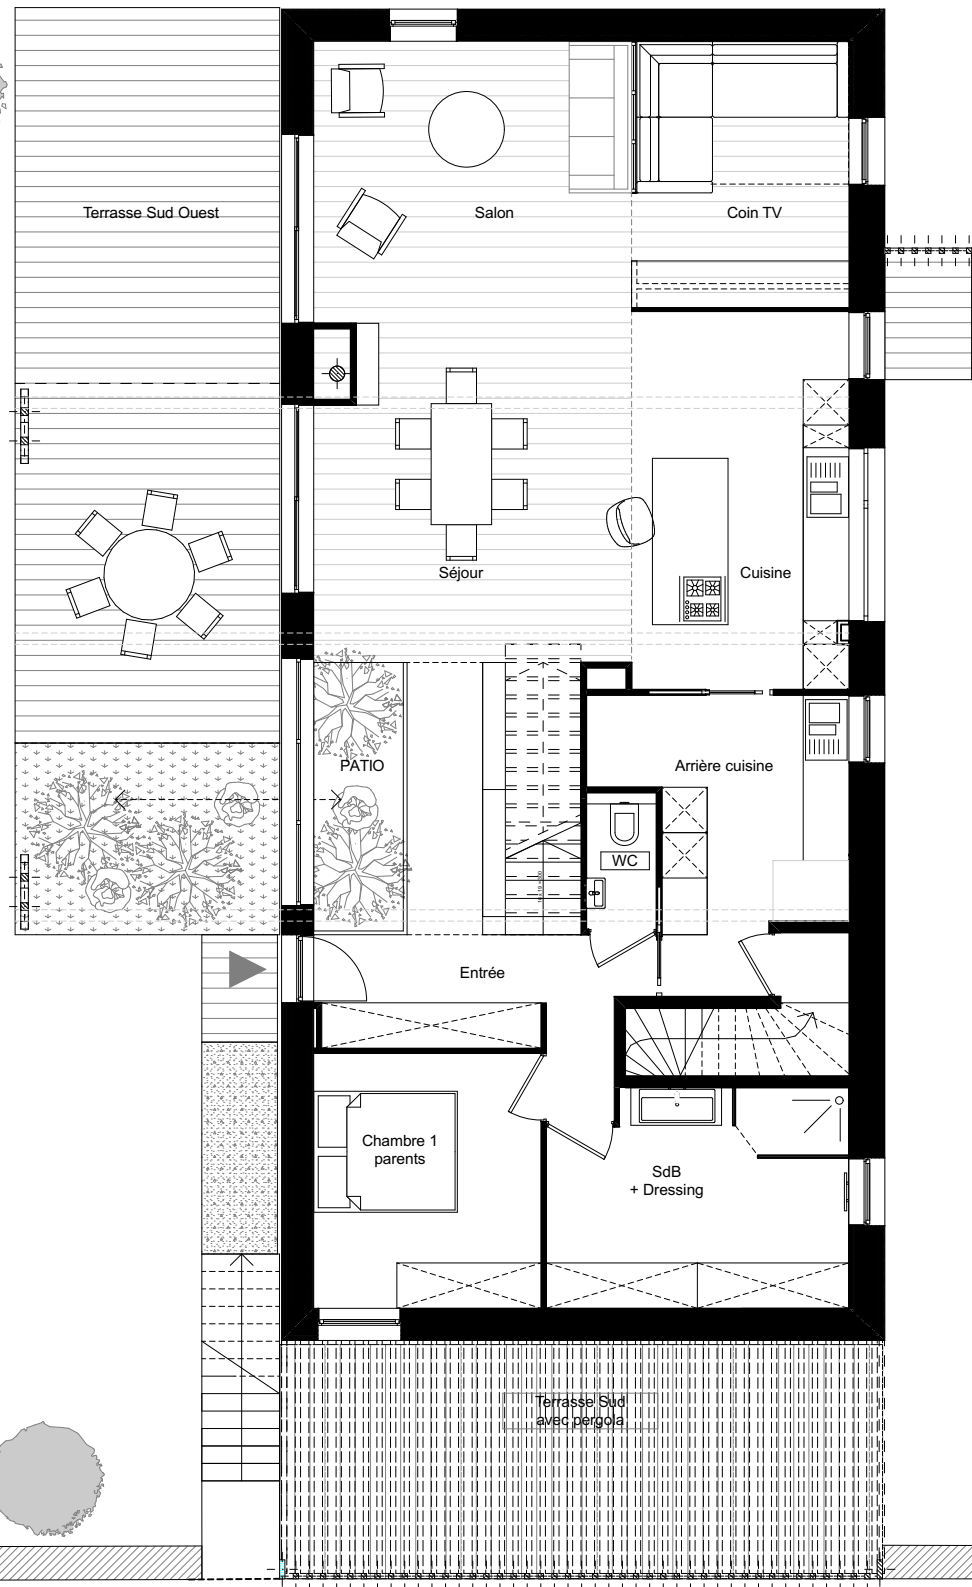 Terrasse Sud Ouest
Salon
Coin TV
Séjour
Cuisine
PATIO
Arrière cuisine
WC
Entrée
Chambre 1
parents
SdB
+ Dressing
Terrasse Sud
avec pergola